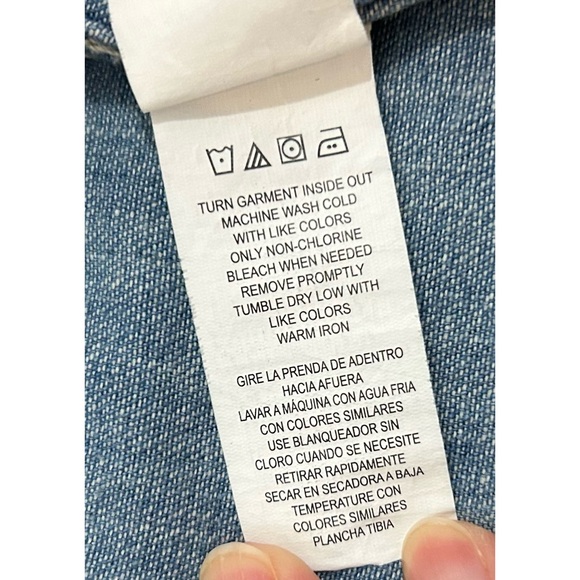 TURN GARMENT INSIDE OUT
MACHINE WASH COLD
WITH LIKE COLORS
ONLY NON-CHLORINE
BLEACH WHEN NEEDED
REMOVE PROMPTLY
TUMBLE DRY LOW WITH
LIKE COLORS
WARM IRON
GIRE LA PRENDA DE ADENTRO
HACIA AFUERA
LAVAR A MÁQUINA CON AGUA FRIA
CON COLORES SIMILARES
USE BLANQUEADOR SIN
CLORO CUANDO SE NECESITE
RETIRAR RAPIDAMENTE
SECAR EN SECADORA A BAJA
TEMPERATURE CON
COLORES SIMILARES
PLANCHA TIBIA